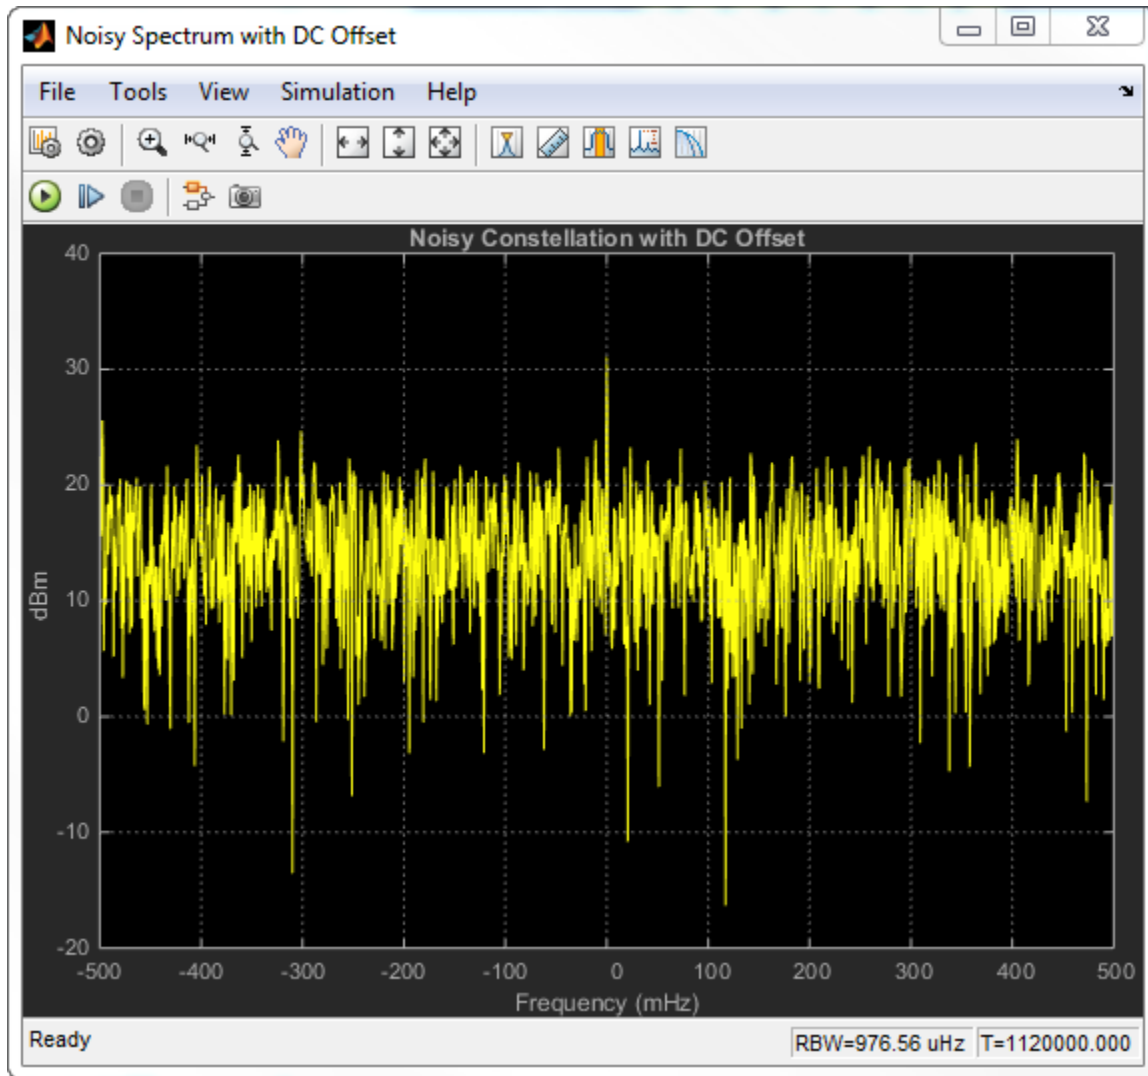 Noisy Spectrum with DC Offset
File Tools View Simulation Help
Noisy Constellation with DC Offset
40
30
20
10
0
-10
-20
dBm
-500 -400 -300 -200 -100 0 100 200 300 400 500
Frequency (mHz)
Ready RBW=976.56 uHz T=1120000.000